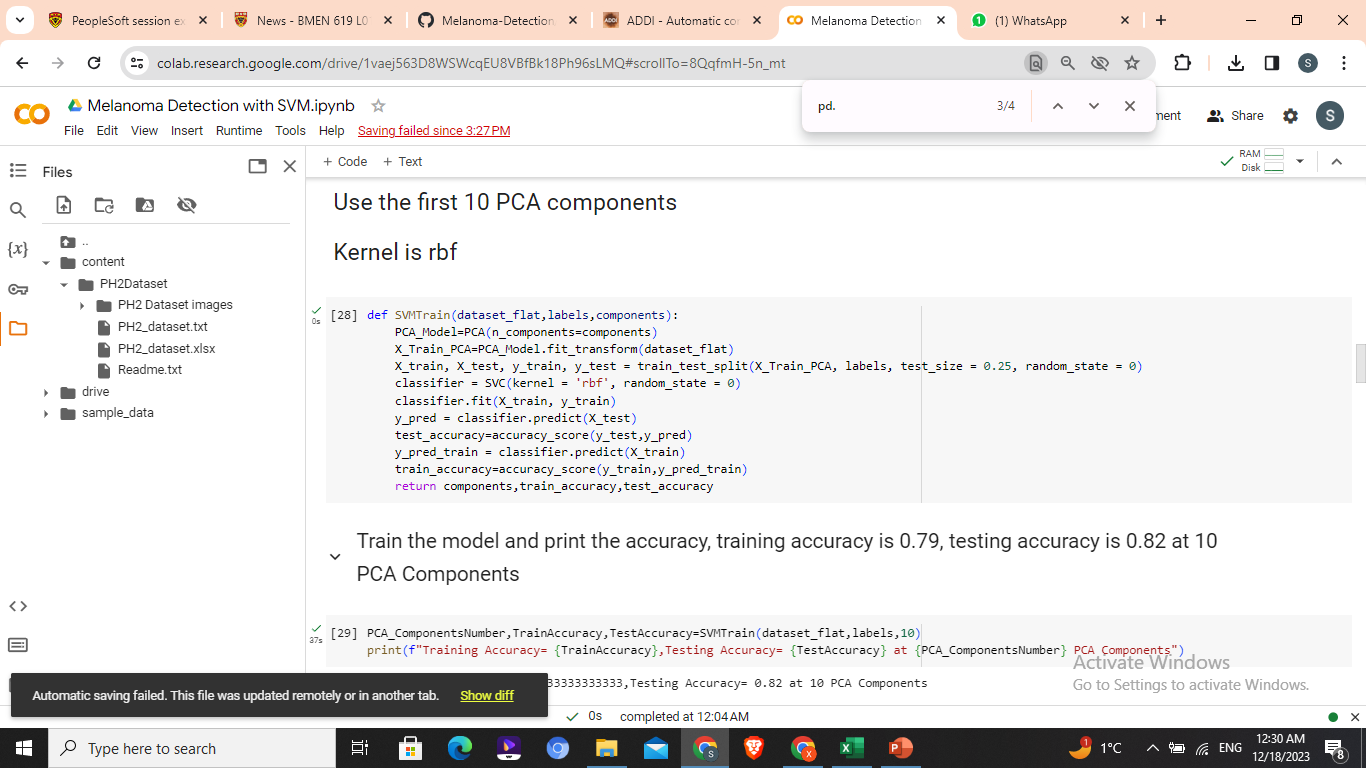 PeopleSoft session ex
News - BMEN 619 L0
Melanoma-Detection
ADDI - Automatic co
Melanoma Detection
(1) WhatsApp
colab.research.google.com/drive/1vaej563D8WSWcqEU8VBfBk18Ph96sLMQ#scrollTo=8QqfmH-5n_mt
S
pd.
3/4
CO
Melanoma Detection with SVM.ipynb
File Edit View Insert Runtime Tools Help Saving failed since 3:27 PM
ment
Share
S
Files
+ Code + Text
RAM
Disk
..
content
PH2Dataset
PH2 Dataset images
PH2_dataset.txt
PH2_dataset.xlsx
Readme.txt
drive
sample_data
{x}
Use the first 10 PCA components
Kernel is rbf
0s
[28] def SVMTrain(dataset_flat,labels,components):
PCA_Model=PCA(n_components=components)
X_Train_PCA=PCA_Model.fit_transform(dataset_flat)
X_train, X_test, y_train, y_test = train_test_split(X_Train_PCA, labels, test_size = 0.25, random_state = 0)
classifier = SVC(kernel = 'rbf', random_state = 0)
classifier.fit(X_train, y_train)
y_pred = classifier.predict(X_test)
test_accuracy=accuracy_score(y_test,y_pred)
y_pred_train = classifier.predict(X_train)
train_accuracy=accuracy_score(y_train,y_pred_train)
return components,train_accuracy,test_accuracy
Train the model and print the accuracy, training accuracy is 0.79, testing accuracy is 0.82 at 10
PCA Components
37s
[29] PCA_ComponentsNumber,TrainAccuracy,TestAccuracy=SVMTrain(dataset_flat,labels,10)
print(f"Training Accuracy= {TrainAccuracy},Testing Accuracy= {TestAccuracy} at {PCA_ComponentsNumber} PCA Components")
33333333333,Testing Accuracy= 0.82 at 10 PCA Components
Activate Windows
Go to Settings to activate Windows.
Automatic saving failed. This file was updated remotely or in another tab. Show diff
0s completed at 12:04 AM
Type here to search
1°C
ENG
12:30 AM
12/18/2023
8